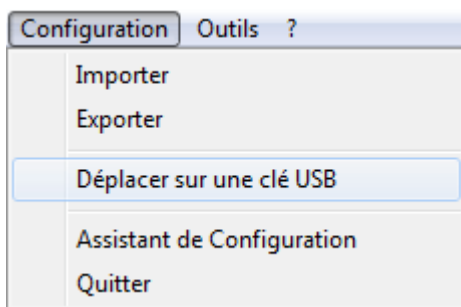 Configuration Outils ?
Importer
Exporter
Déplacer sur une clé USB
Assistant de Configuration
Quitter